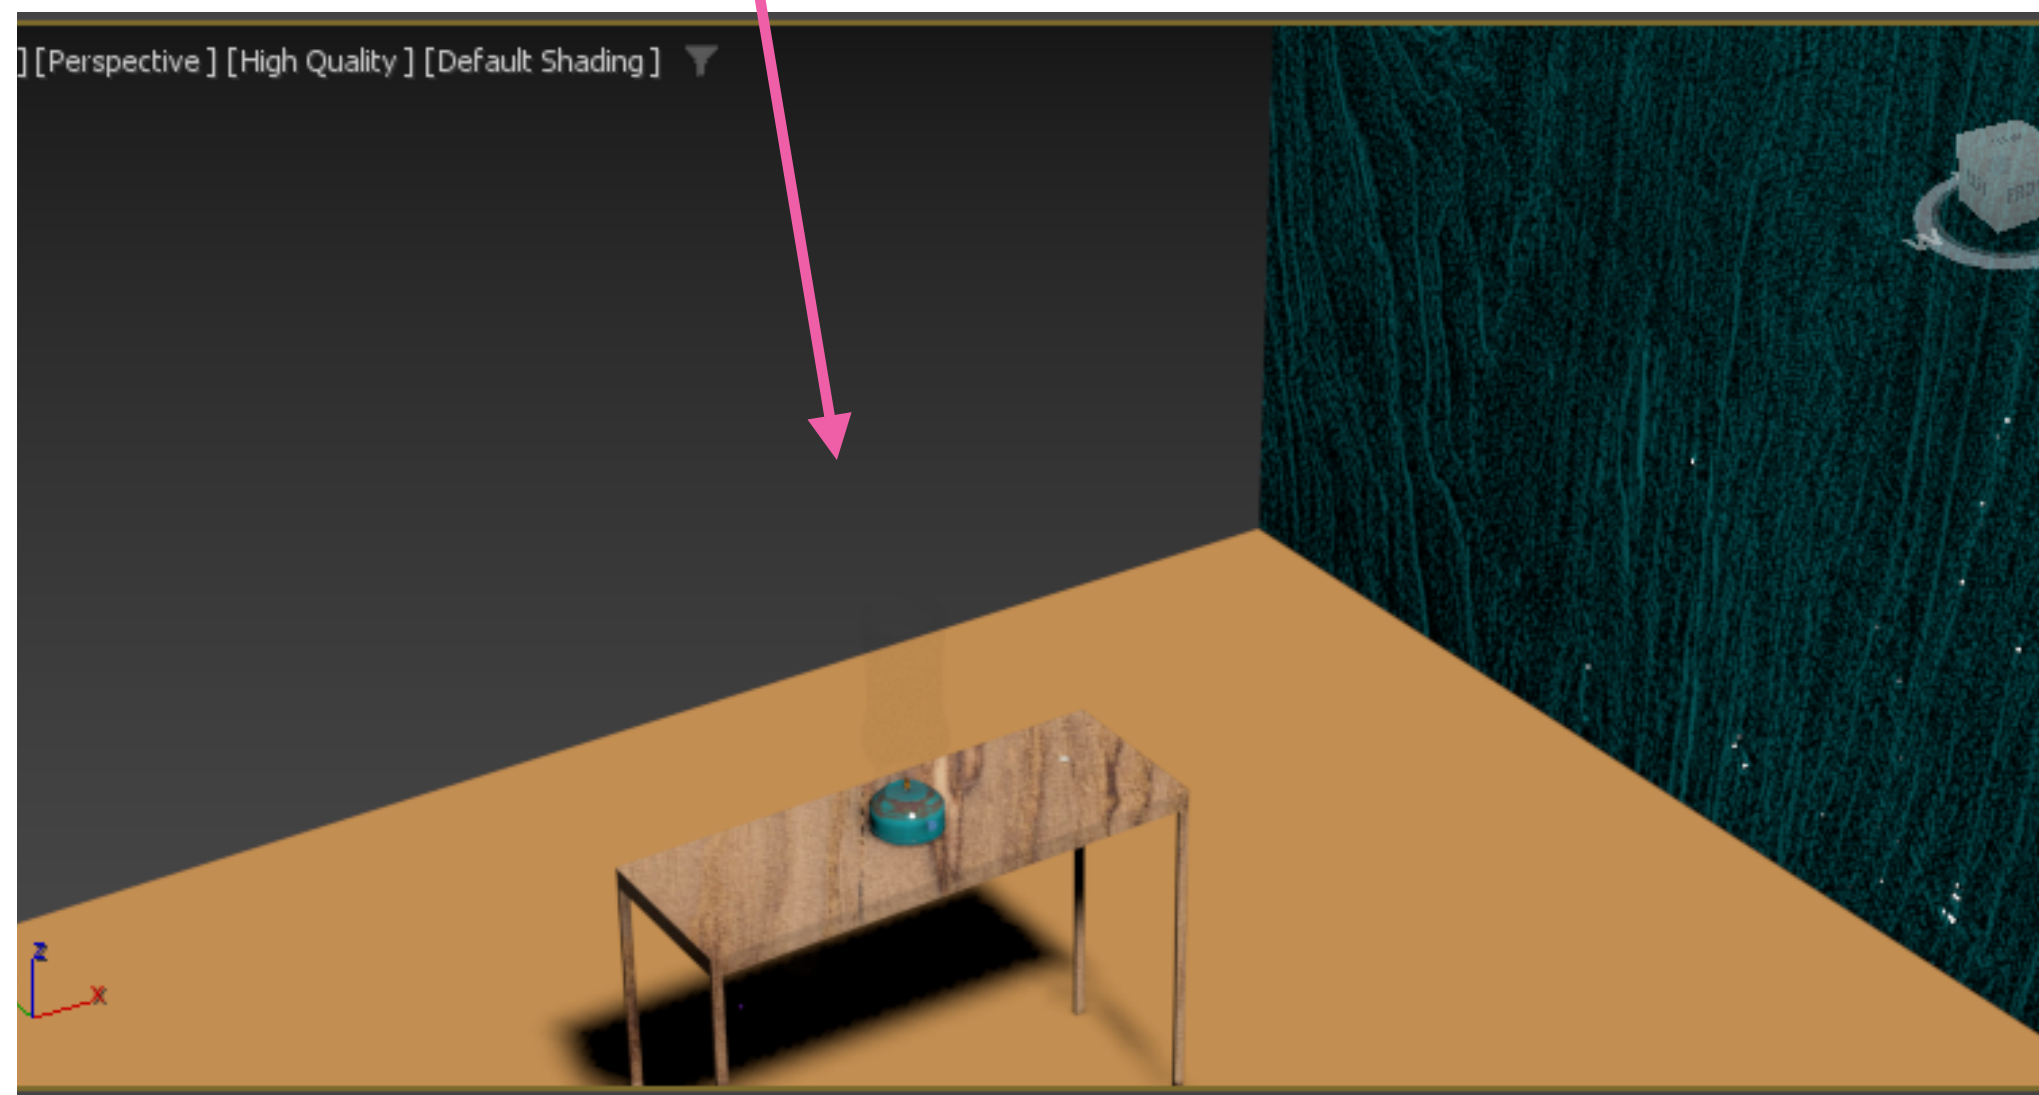 ] [Perspective ] [High Quality ] [Default Shading ]
z
x